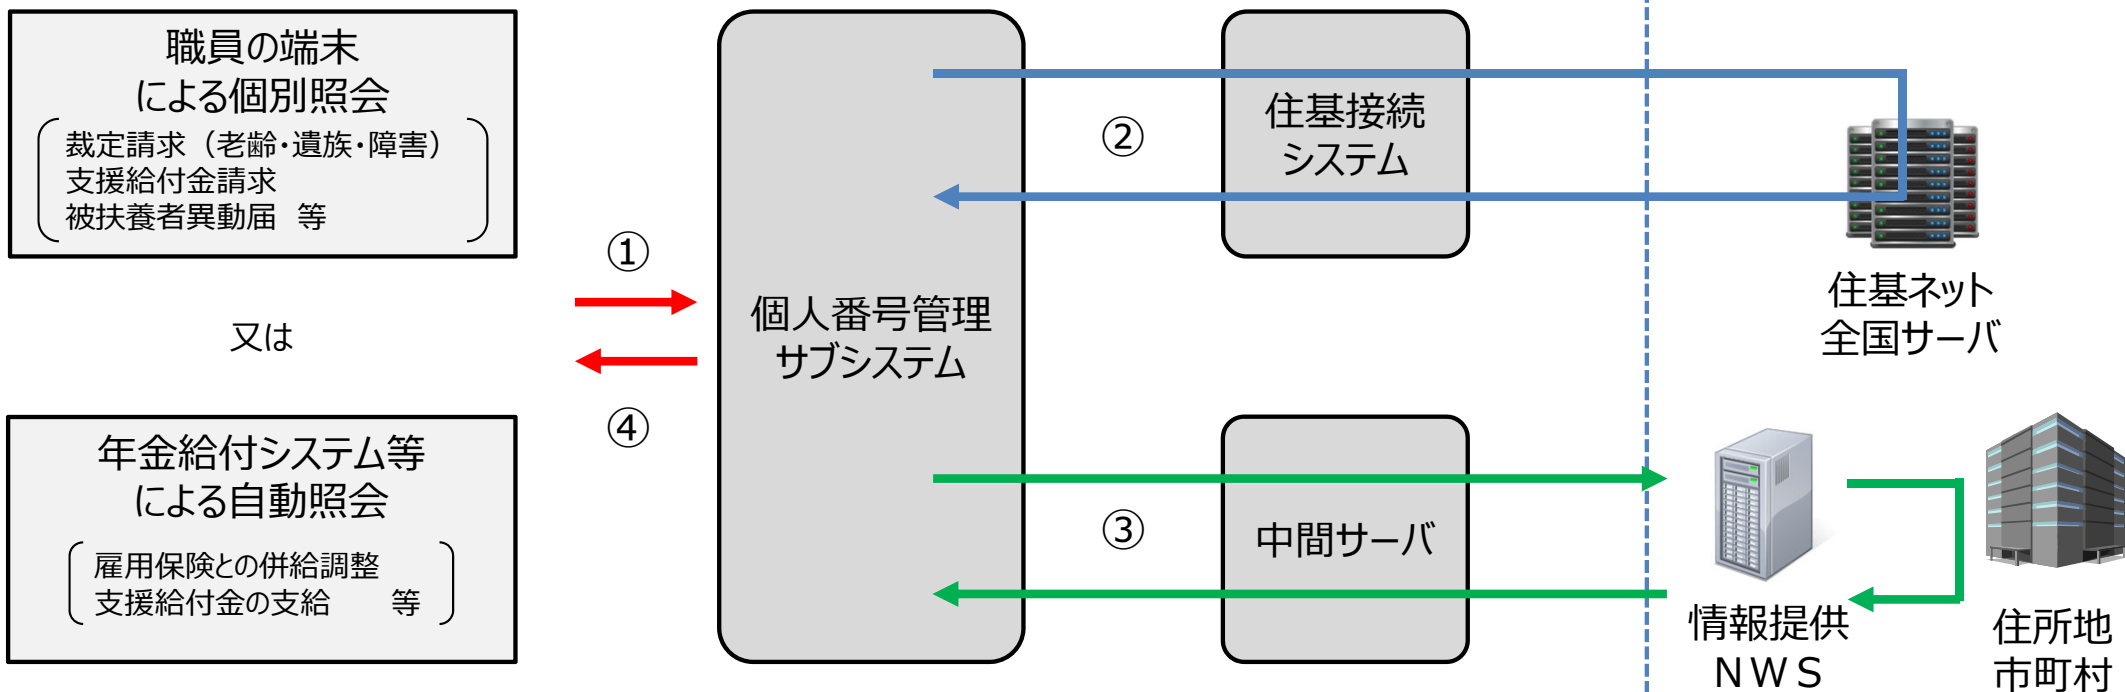 職員の端末
による個別照会
裁定請求（老齢・遺族・障害）
支援給付金請求
被扶養者異動届　等
又は
年金給付システム等
による自動照会
雇用保険との併給調整
支援給付金の支給　　等
①
④
個人番号管理
サブシステム
②
住基接続
システム
③
中間サーバ
住基ネット
全国サーバ
情報提供
ＮＷＳ
住所地
市町村